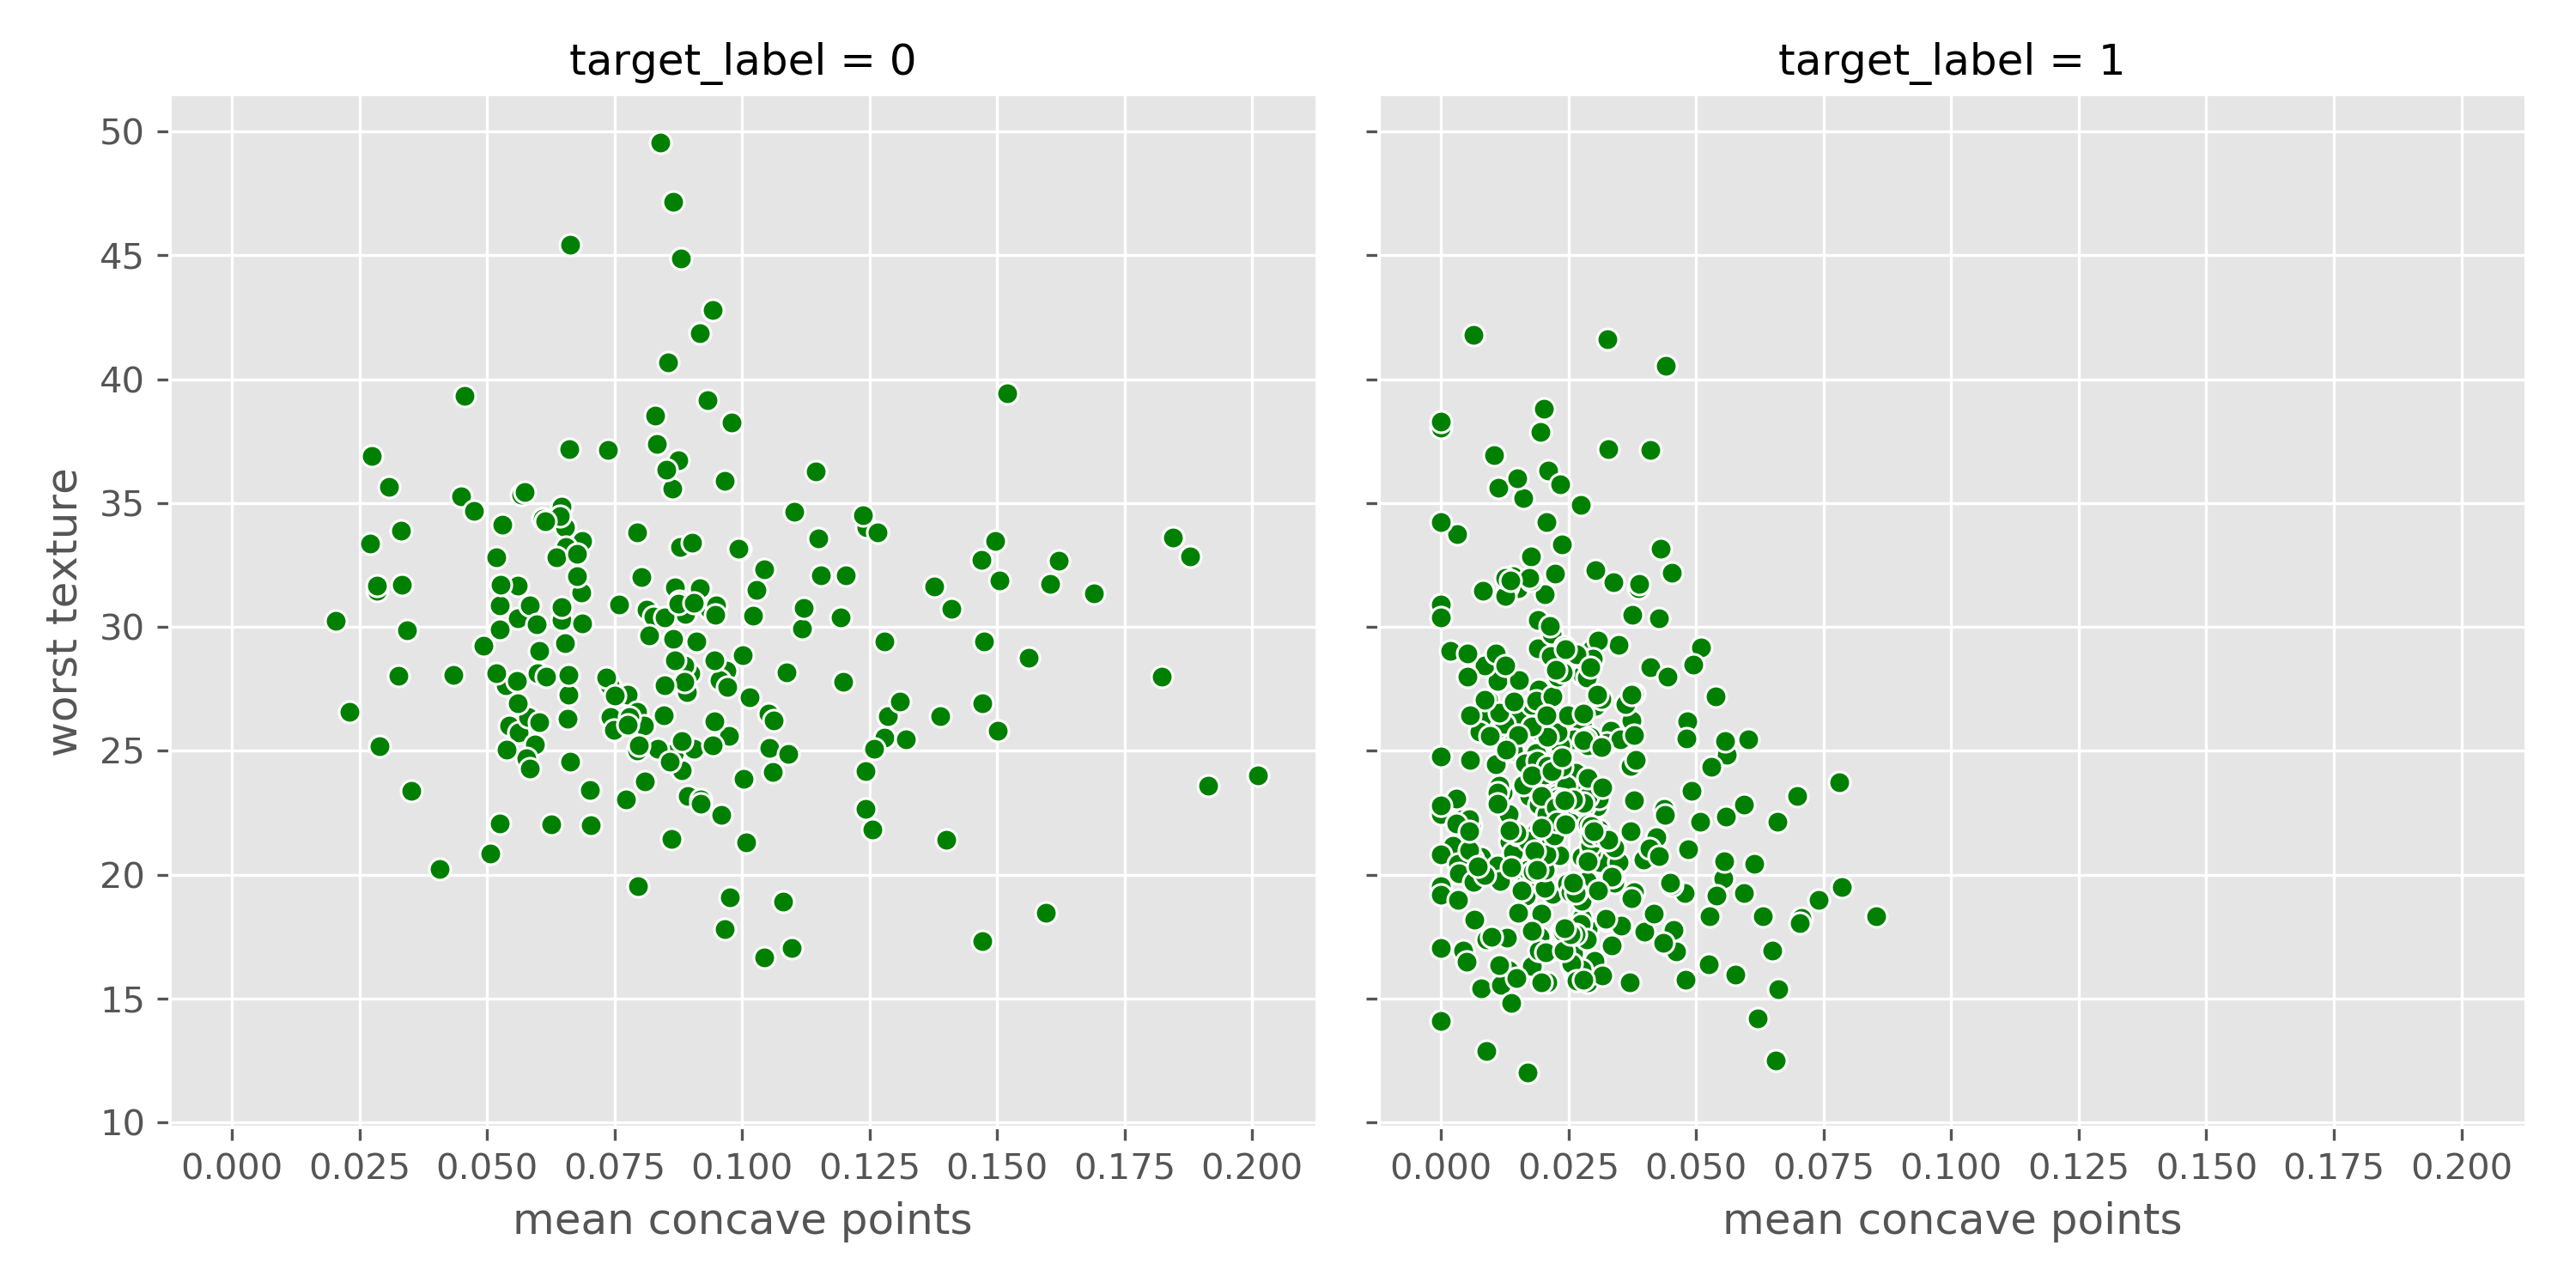 target_label = 0
target_label = 1
50
45
40
35
30
25
20
15
10
worst texture
0.000 0.025 0.050 0.075 0.100 0.125 0.150 0.175 0.200
0.000 0.025 0.050 0.075 0.100 0.125 0.150 0.175 0.200
mean concave points
mean concave points